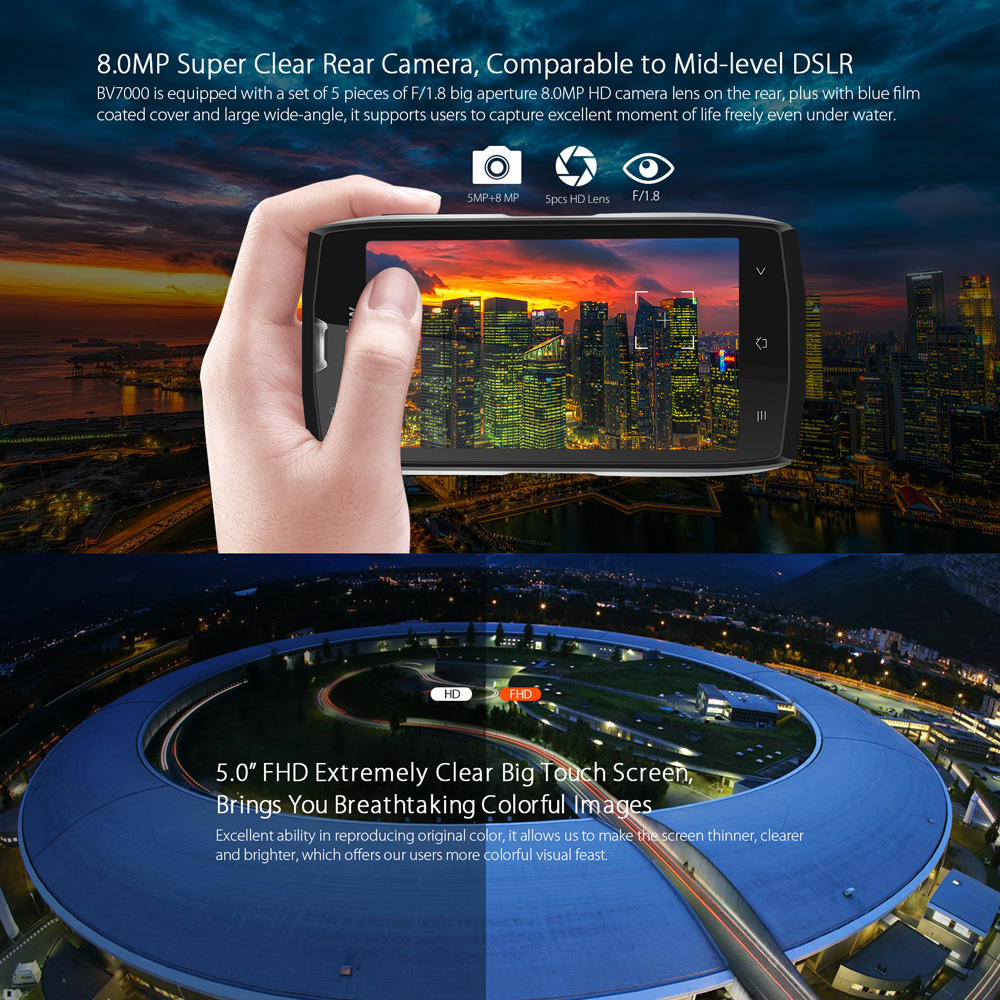 8.0MP Super Clear Rear Camera, Comparable to Mid-level DSLR
BV7000 is equipped with a set of 5 pieces of F/1.8 big aperture 8.0MP HD camera lens on the rear, plus with blue film
coated cover and large wide-angle, it supports users to capture excellent moment of life freely even under water.
5MP+8 MP
5pcs HD Lens
F/1.8
HD
FHD
5.0” FHD Extremely Clear Big Touch Screen,
Brings You Breathtaking Colorful Images
Excellent ability in reproducing original color, it allows us to make the screen thinner, clearer
and brighter, which offers our users more colorful visual feast.